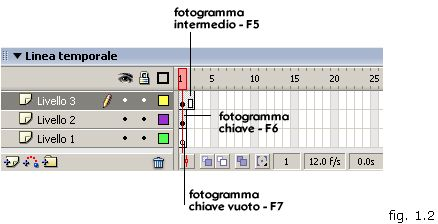 fotogramma
intermedio - F5
Linea temporale
1 5 10 15 20 25
Livello 3
Livello 2
Livello 1
fotogramma
chiave - F6
1 12.0 f/s 0.0s
fotogramma
chiave vuoto - F7
fig. 1.2